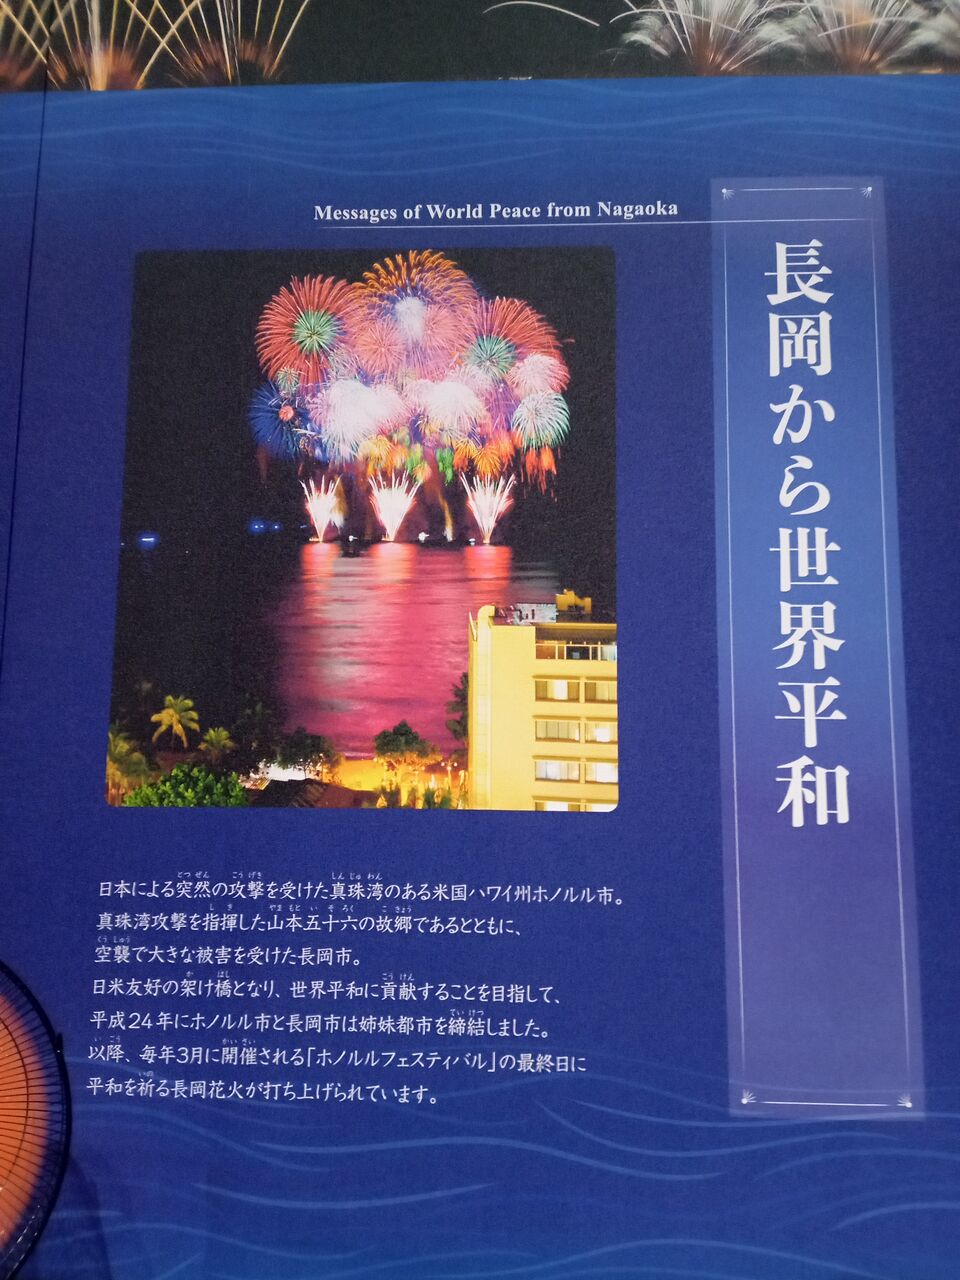 Messages of World Peace from Nagaoka
長岡から世界平和
日本による突然の攻撃を受けた真珠湾のある米国ハワイ州ホノルル市。
真珠湾攻撃を指揮した山本五十六の故郷であるとともに、
空襲で大きな被害を受けた長岡市。
日米友好の架け橋となり、世界平和に貢献することを目指して、
平成24年にホノルル市と長岡市は姉妹都市を締結しました。
以降、毎年3月に開催される「ホノルルフェスティバル」の最終日に
平和を祈る長岡花火が打ち上げられています。